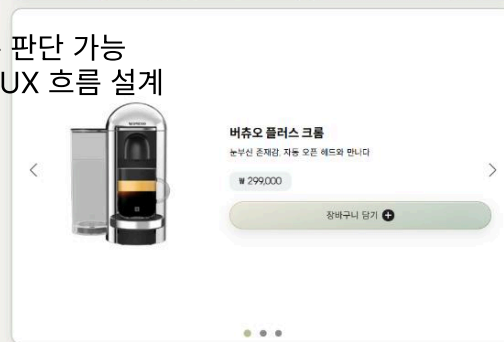 판단 가능
UX 흐름 설계
NESPRESSO
버츄오 플러스 크롬
눈부신 존재감, 자동 오픈 헤드와 만나다
₩ 299,000
장바구니 담기